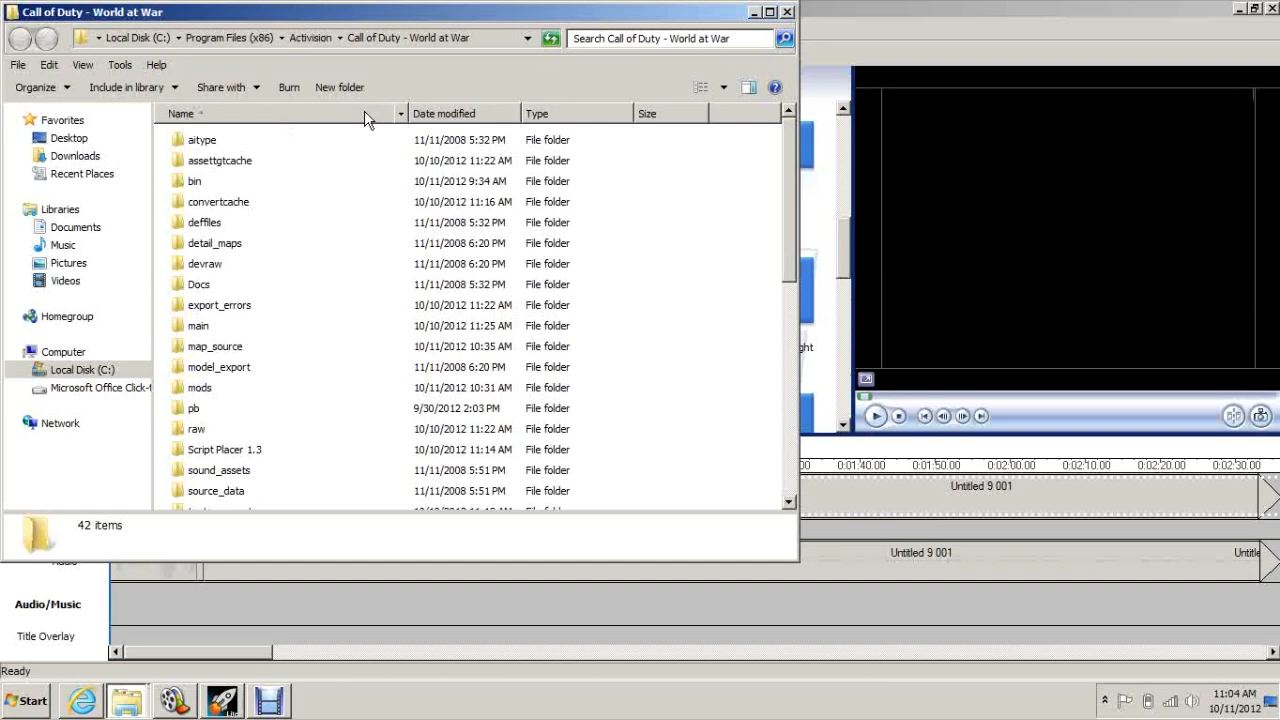 Call of Duty - World at War
Local Disk (C:) Program Files (x86) Activision Call of Duty - World at War Search Call of Duty - World at War
File Edit View Tools Help
Organize Include in library Share with Burn New folder
Name Date modified Type Size
Favorites
Desktop
Downloads
Recent Places
Libraries
Documents
Music
Pictures
Videos
Homegroup
Computer
Local Disk (C:)
Microsoft Office Click-t
Network
aitype 11/11/2008 5:32 PM File folder
assetgtcache 10/10/2012 11:22 AM File folder
bin 10/11/2012 9:34 AM File folder
convertcache 10/10/2012 11:16 AM File folder
deffiles 11/11/2008 5:32 PM File folder
detail_maps 11/11/2008 6:20 PM File folder
devraw 11/11/2008 6:20 PM File folder
Docs 11/11/2008 5:32 PM File folder
export_errors 10/10/2012 11:22 AM File folder
main 10/10/2012 11:25 AM File folder
map_source 10/11/2012 10:35 AM File folder
model_export 11/11/2008 6:20 PM File folder
mods 10/11/2012 10:31 AM File folder
pb 9/30/2012 2:03 PM File folder
raw 10/10/2012 11:22 AM File folder
Script Placer 1.3 10/10/2012 11:14 AM File folder
sound_assets 11/11/2008 5:51 PM File folder
source_data 11/11/2008 5:51 PM File folder
42 items
ght
0:01:40.00 0:01:50.00 0:02:00.00 0:02:10.00 0:02:20.00 0:02:30.00
Untitled 9 001
Untitled 9 001 Untitle
Audio/Music
Title Overlay
Ready
Start
11:04 AM
10/11/2012